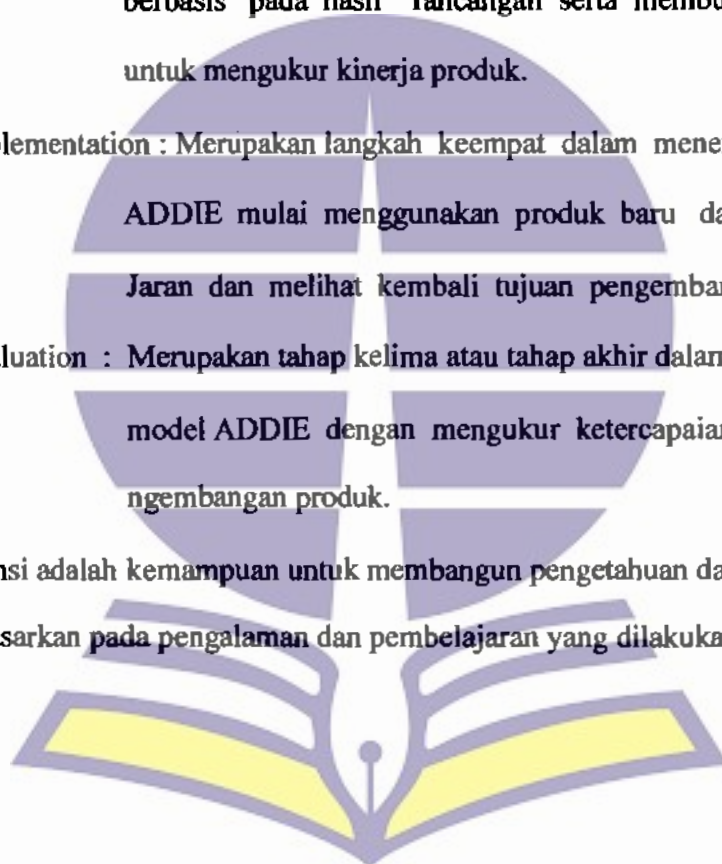 berbasis pada hasil rancangan serta membu
untuk mengukur kinerja produk.
lementation : Merupakan langkah keempat dalam mene
ADDIE mulai menggunakan produk baru da
Jaran dan melihat kembali tujuan pengemba
luation : Merupakan tahap kelima atau tahap akhir dalam
model ADDIE dengan mengukur ketercapaian
ngembangan produk.
nsi adalah kemampuan untuk membangun pengetahuan da
sarkan pada pengalaman dan pembelajaran yang dilakuka